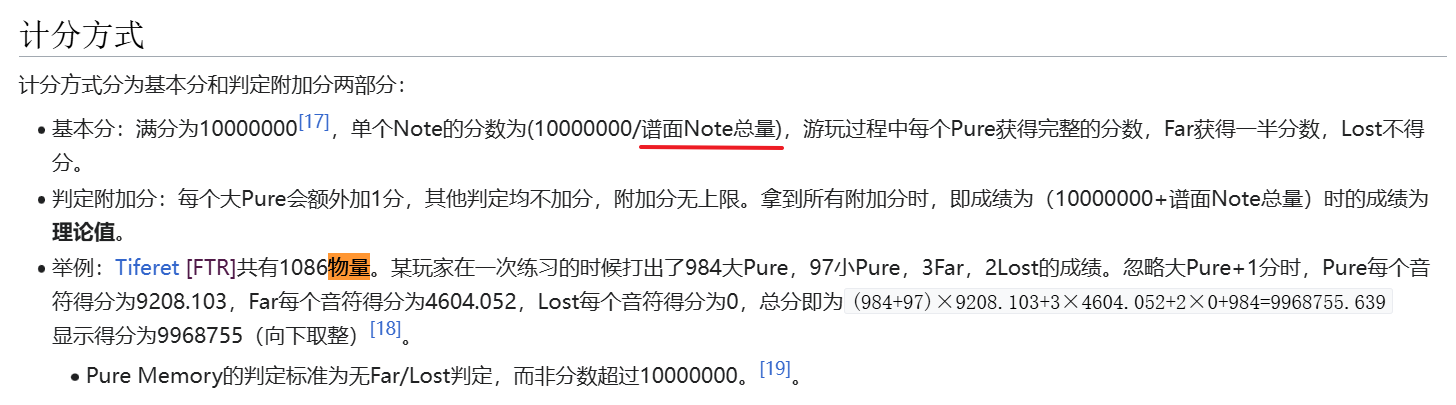 计分方式
计分方式分为基本分和判定附加分两部分：
• 基本分：满分为10000000[17]，单个Note的分数为(10000000/谱面Note总量)，游玩过程中每个Pure获得完整的分数，Far获得一半分数，Lost不得
分。
• 判定附加分：每个大Pure会额外加1分，其他判定均不加分，附加分无上限。拿到所有附加分时，即成绩为（10000000+谱面Note总量）时的成绩为
理论值。
• 举例：Tiferet [FTR]共有1086物量。某玩家在一次练习的时候打出了984大Pure，97小Pure，3Far，2Lost的成绩。忽略大Pure+1分时，Pure每个音
符得分为9208.103，Far每个音符得分为4604.052，Lost每个音符得分为0，总分即为 (984+97)×9208.103+3×4604.052+2×0+984=9968755.639
显示得分为9968755（向下取整）[18]。
• Pure Memory的判定标准为无Far/Lost判定，而非分数超过10000000。[19]。